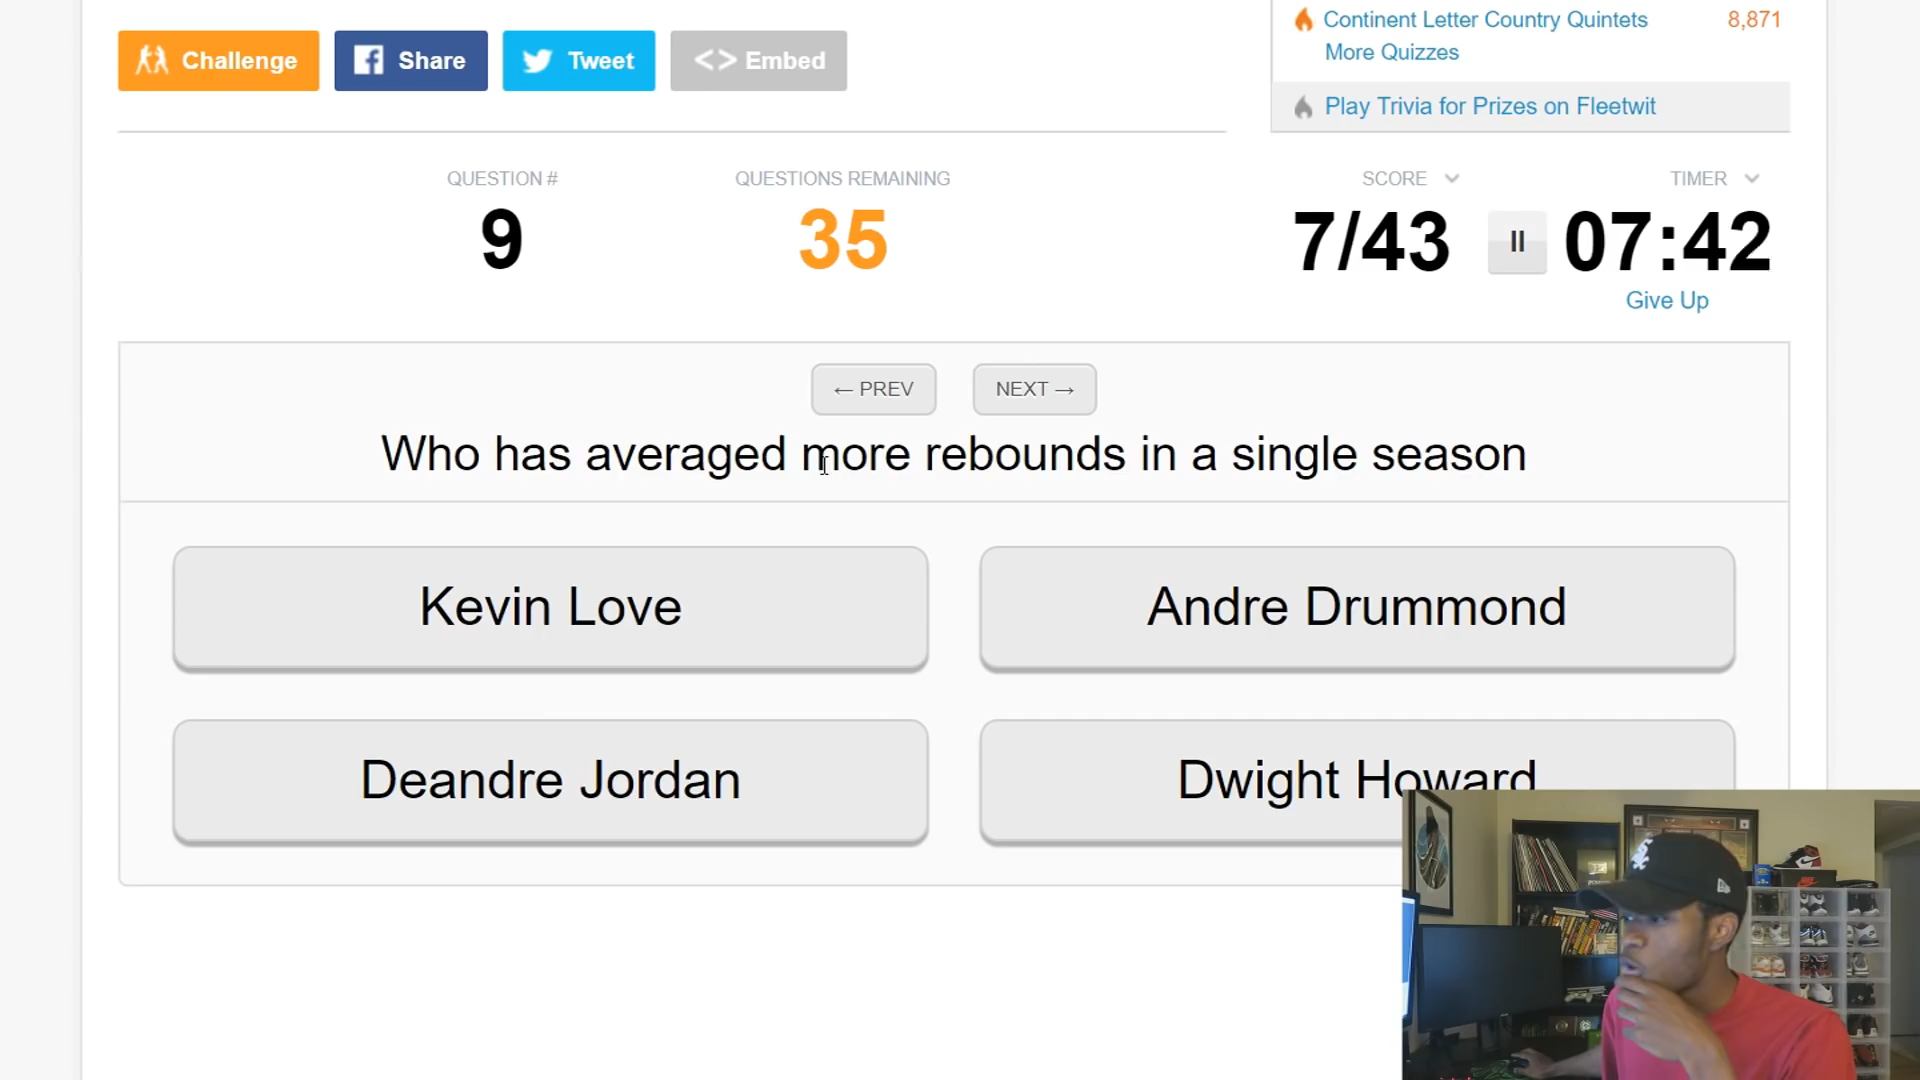 Continent Letter Country Quintets 8,871
More Quizzes
Play Trivia for Prizes on Fleetwit
Challenge
Share
Tweet
<> Embed
QUESTION #
9
QUESTIONS REMAINING
35
SCORE
7/43
TIMER
07:42
Give Up
← PREV
NEXT →
Who has averaged more rebounds in a single season
Kevin Love
Andre Drummond
Deandre Jordan
Dwight Howard